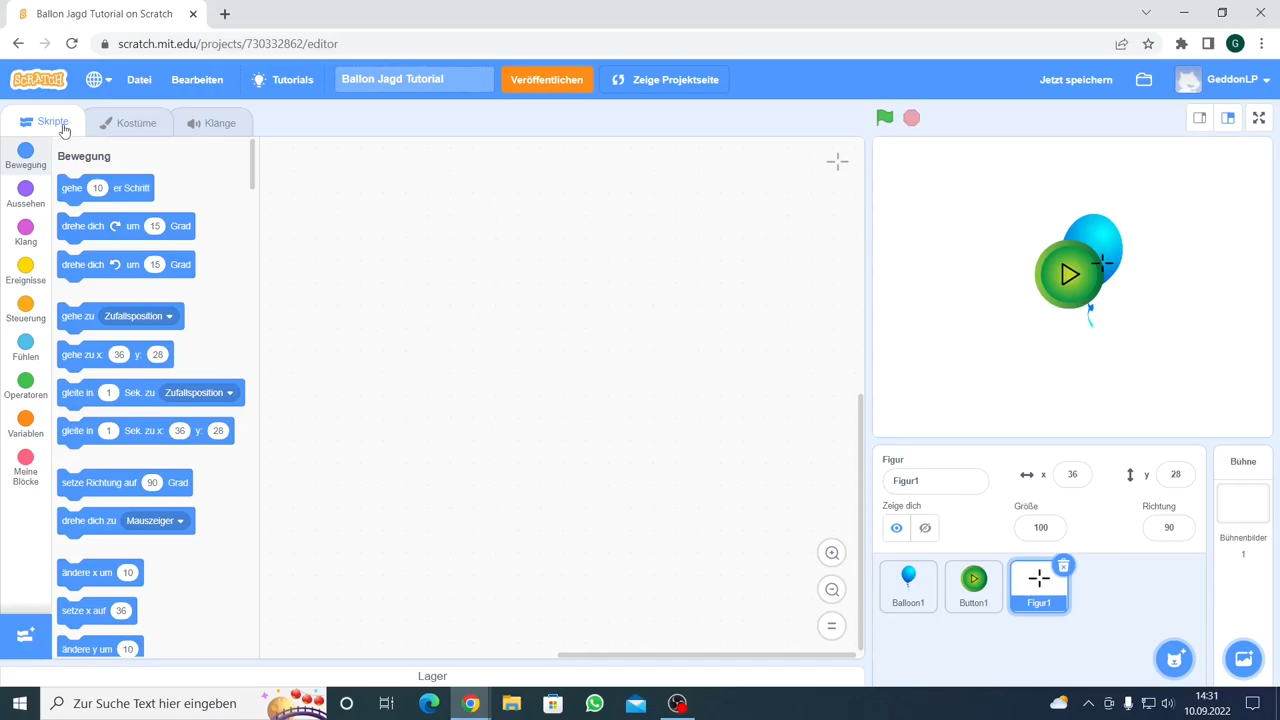 Ballon Jagd Tutorial on Scratch
scratch.mit.edu/projects/730332862/editor
G
SCRATCH
Datei
Bearbeiten
Tutorials
Ballon Jagd Tutorial
Veröffentlichen
Zeige Projektseite
Jetzt speichern
GeddonLP
Skripte
Kostüme
Klänge
Bewegung
Aussehen
Klang
Ereignisse
Steuerung
Fühlen
Operatoren
Variablen
Meine
Blöcke
Bewegung
gehe 10 er Schritt
drehe dich um 15 Grad
drehe dich um 15 Grad
gehe zu Zufallsposition
gehe zu x: 36 y: 28
gleite in 1 Sek. zu Zufallsposition
gleite in 1 Sek. zu x: 36 y: 28
setze Richtung auf 90 Grad
drehe dich zu Mauszeiger
ändere x um 10
setze x auf 36
ändere y um 10
Figur
Figur1
x 36
y 28
Zeige dich
Größe
100
Richtung
90
Balloon1
Button1
Figur1
Bühne
Bühnenbilder
1
Lager
Zur Suche Text hier eingeben
14:31
10.09.2022